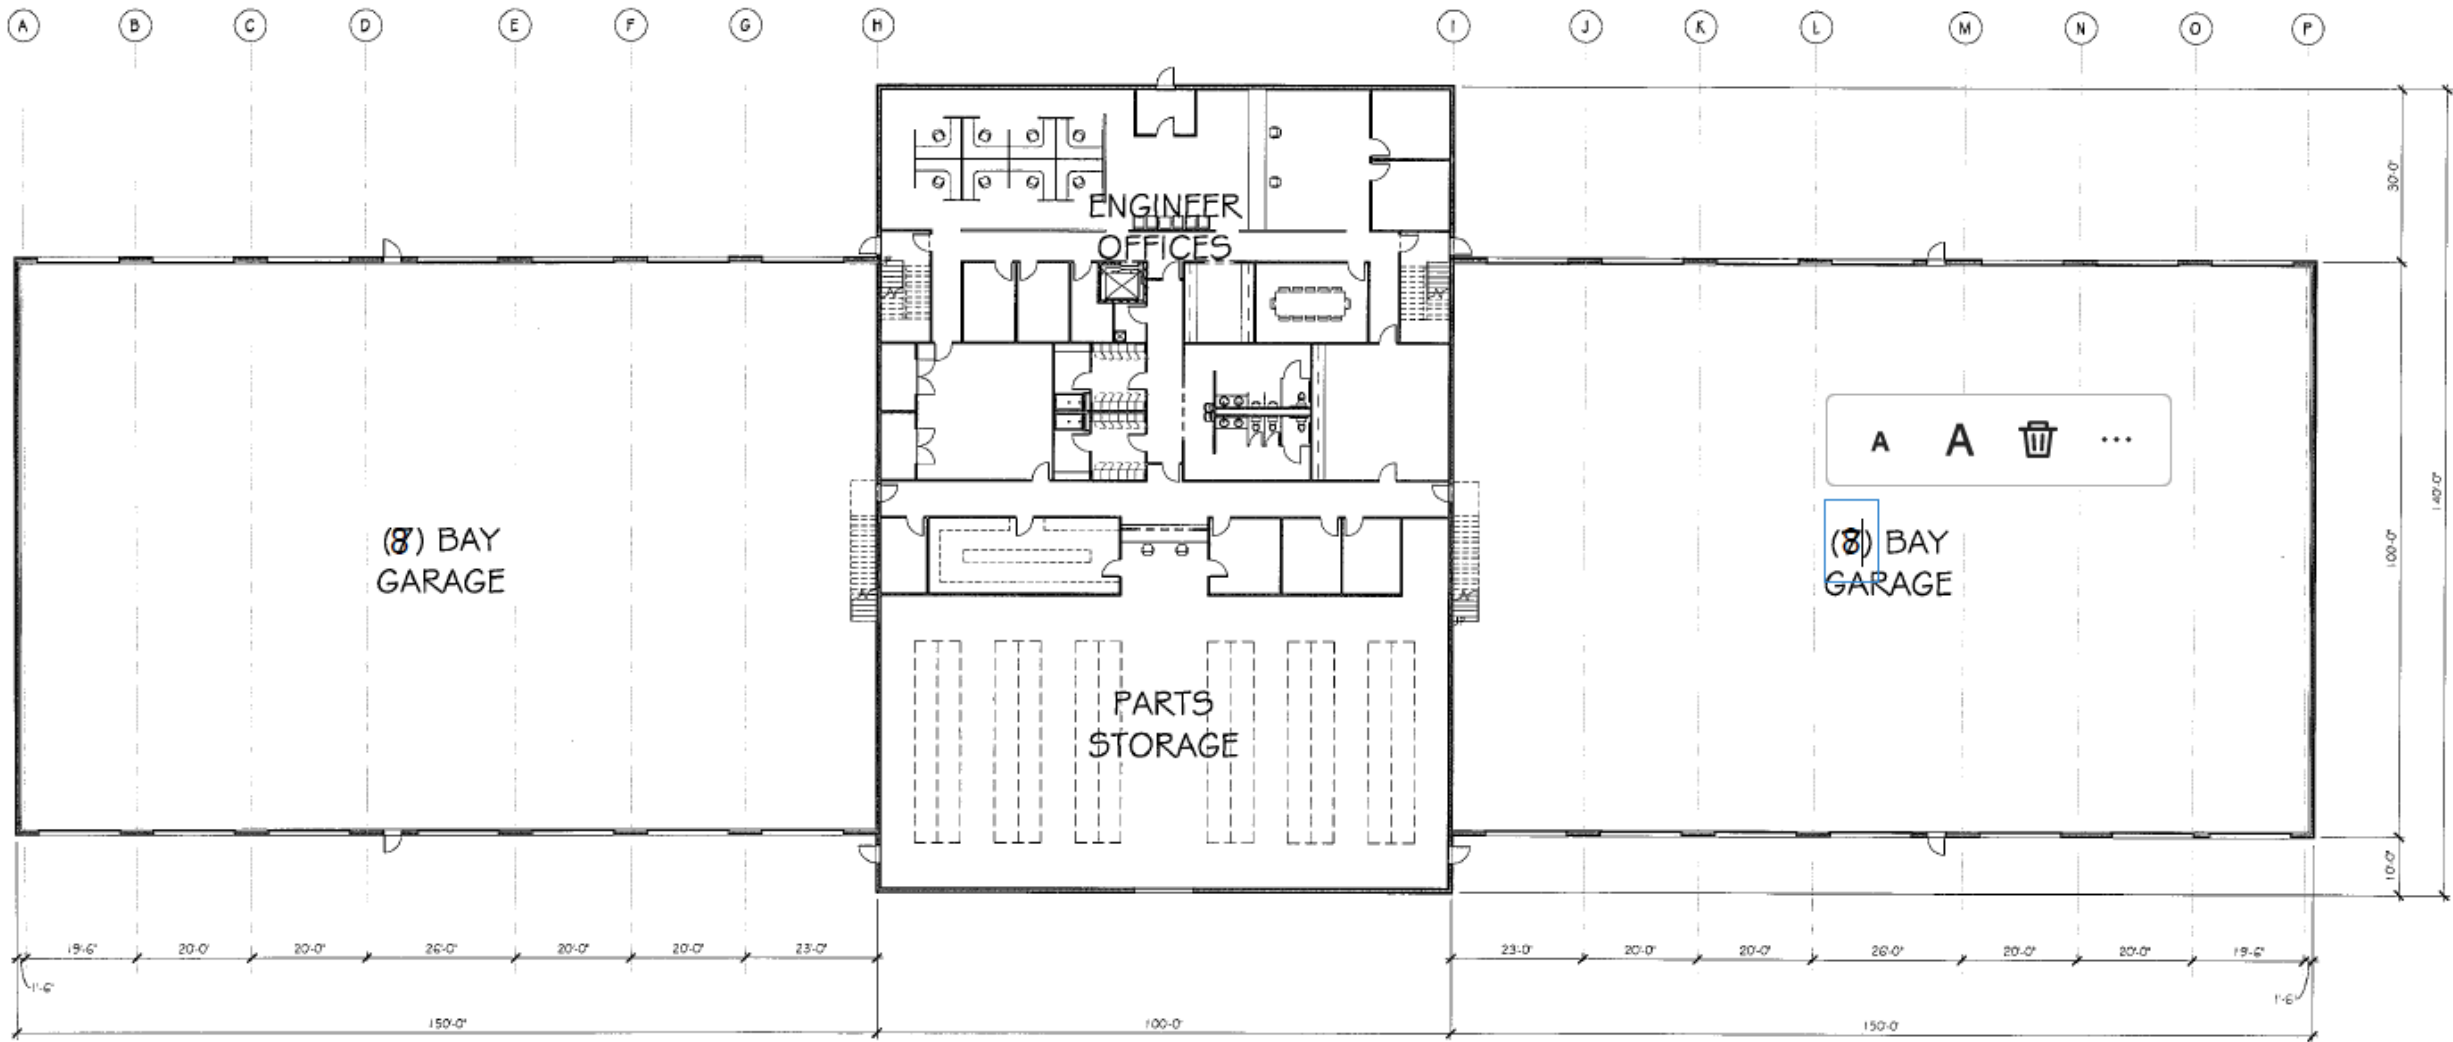 A B C D E F G H I J K L M N O P
ENGINEER
OFFICES
30'-0"
140'-0"
100'-0"
10'-0"
A A ...
(8) BAY
GARAGE
(8) BAY
GARAGE
PARTS
STORAGE
19'-6" 20'-0" 20'-0" 26'-0" 20'-0" 20'-0" 23'-0" 23'-0" 20'-0" 20'-0" 26'-0" 20'-0" 20'-0" 19'-6"
1'-6" 1'-6"
150'-0" 100'-0" 150'-0"